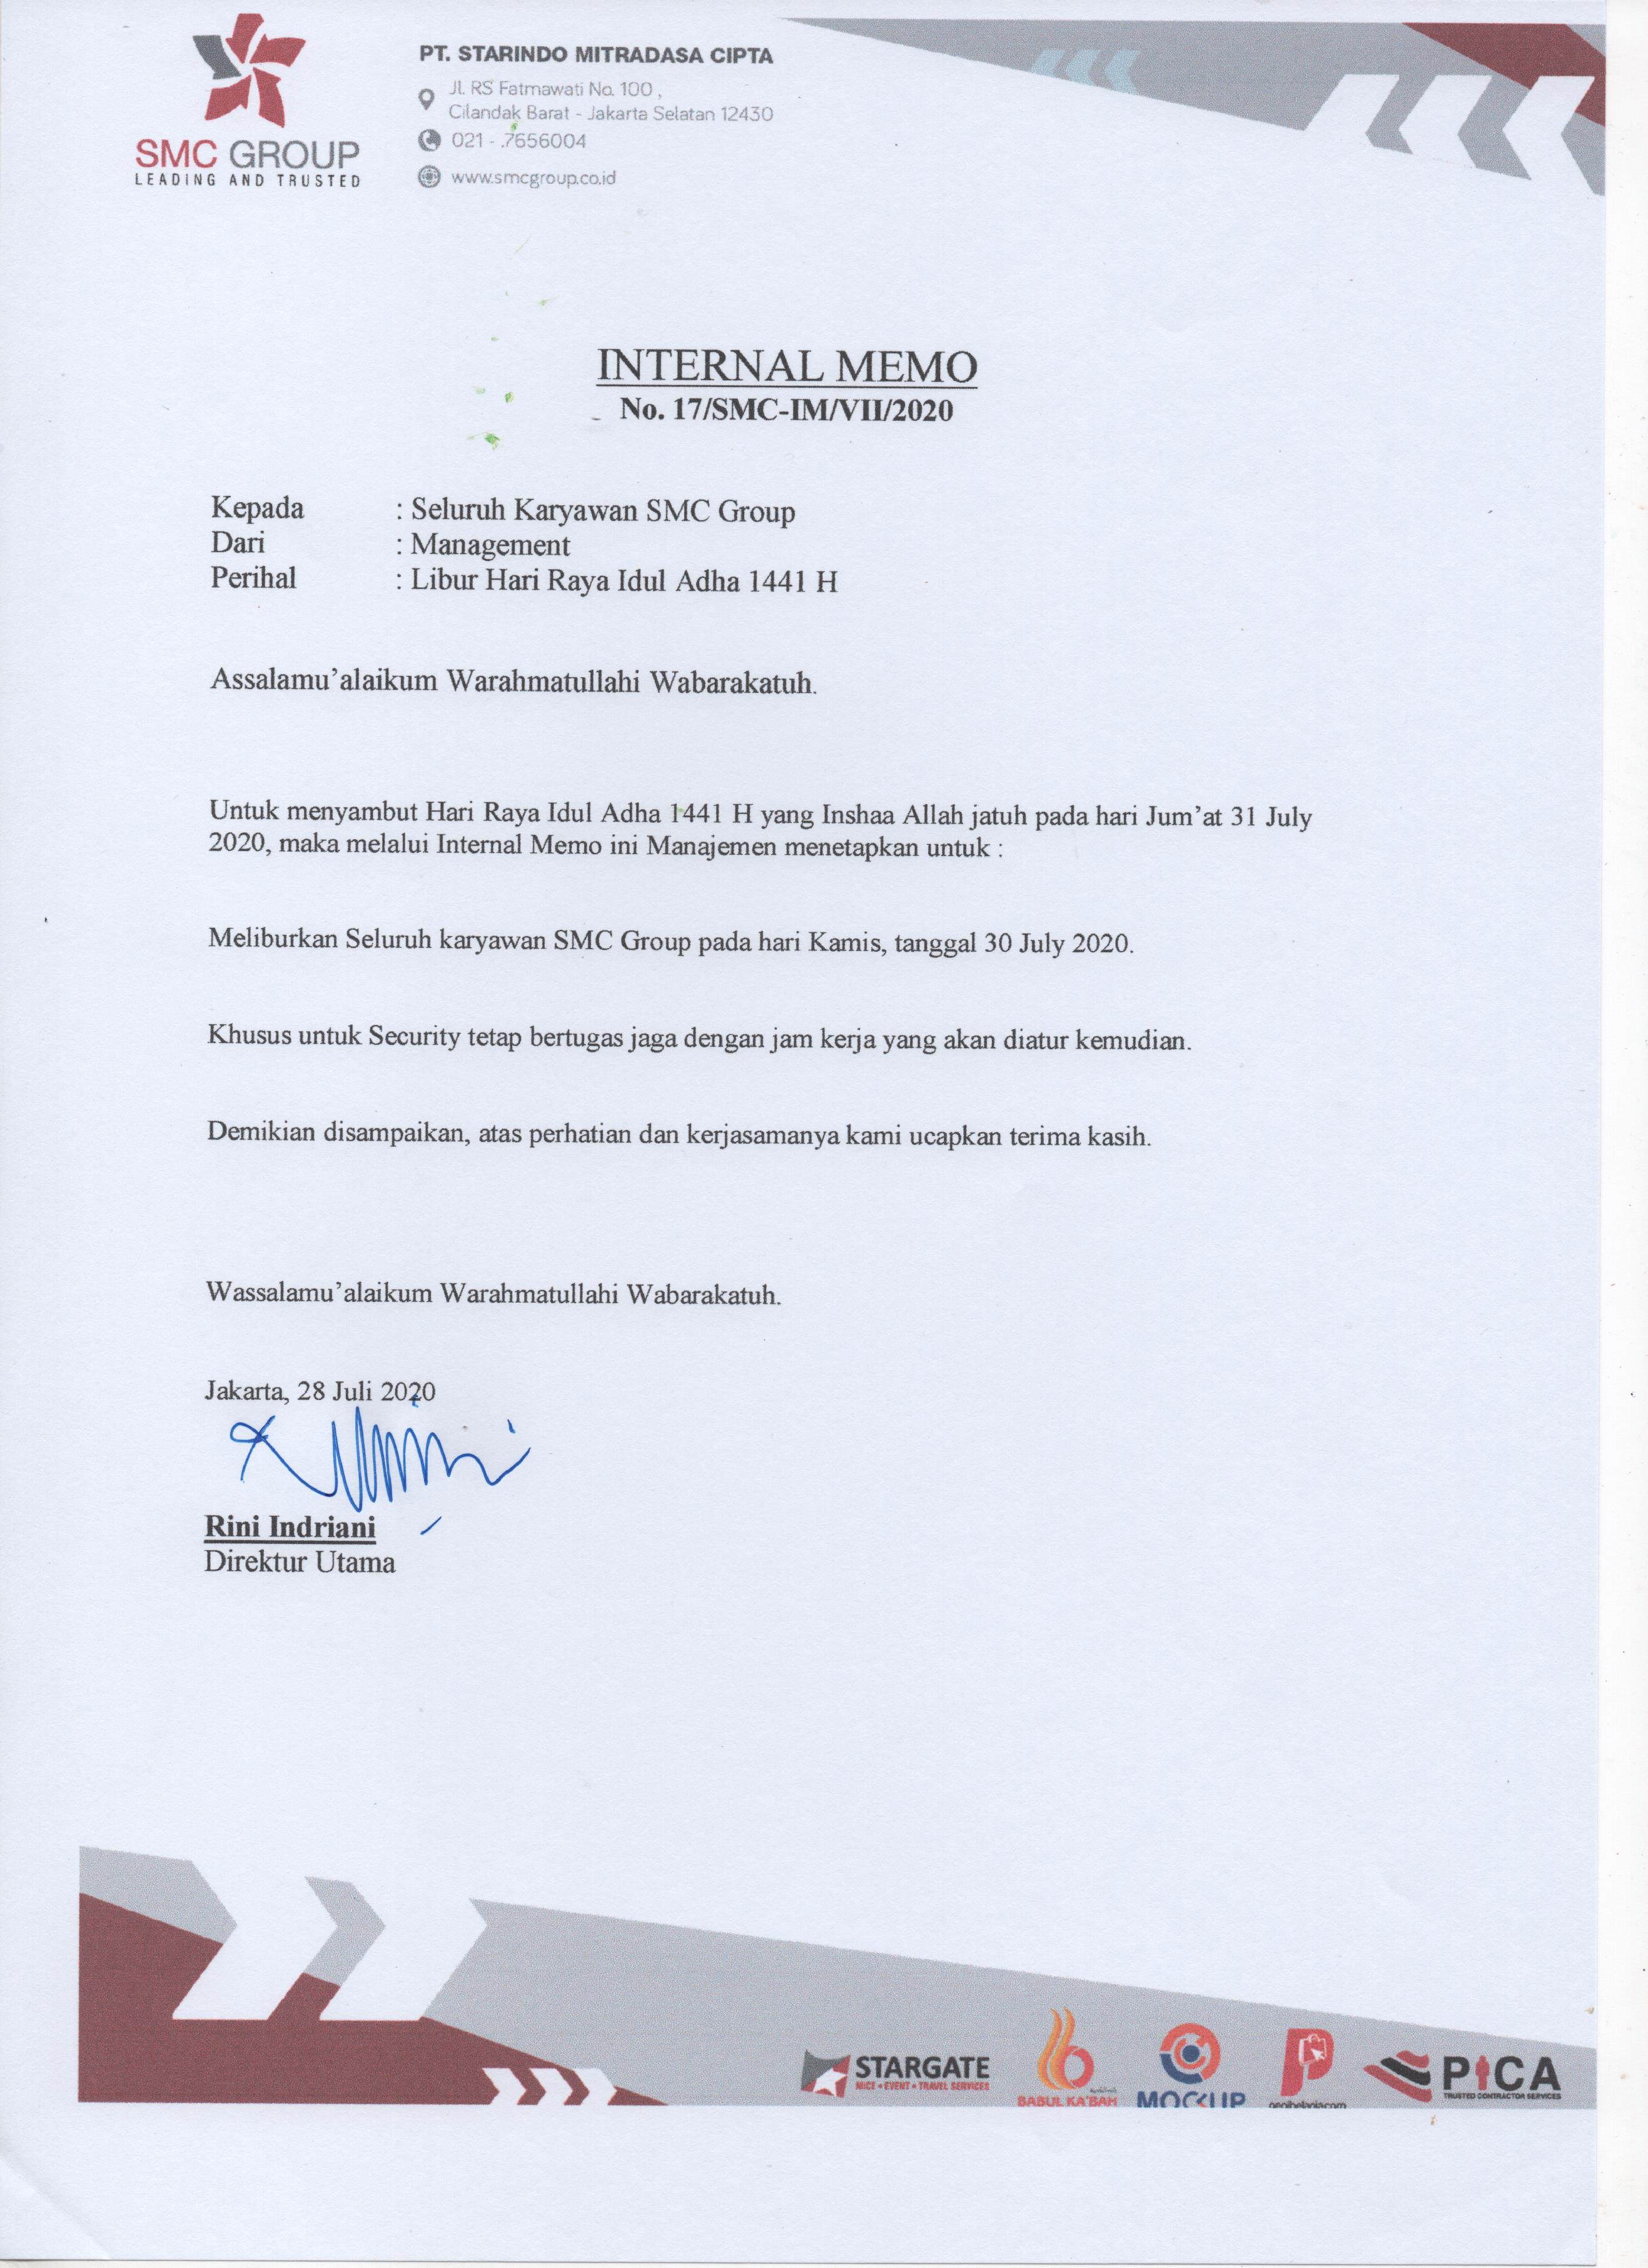 SMC GROUP
LEADING AND TRUSTED
PT. STARINDO MITRADASA CIPTA
Jl. RS Fatmawati No. 100 ,
Cilandak Barat - Jakarta Selatan 12430
021 - 7656004
www.smcgroup.co.id
INTERNAL MEMO
No. 17/SMC-IM/VII/2020
Kepada : Seluruh Karyawan SMC Group
Dari : Management
Perihal : Libur Hari Raya Idul Adha 1441 H
Assalamu’alaikum Warahmatullahi Wabarakatuh.
Untuk menyambut Hari Raya Idul Adha 1441 H yang Inshaa Allah jatuh pada hari Jum’at 31 July
2020, maka melalui Internal Memo ini Manajemen menetapkan untuk :
Meliburkan Seluruh karyawan SMC Group pada hari Kamis, tanggal 30 July 2020.
Khusus untuk Security tetap bertugas jaga dengan jam kerja yang akan diatur kemudian.
Demikian disampaikan, atas perhatian dan kerjasamanya kami ucapkan terima kasih.
Wassalamu’alaikum Warahmatullahi Wabarakatuh.
Jakarta, 28 Juli 2020
Rini Indriani
Direktur Utama
STARGATE
MICE • EVENT • TRAVEL SERVICES
BABUL KA'BAH
MOCKUP
PICA
TRUSTED CONTRACTOR SERVICES